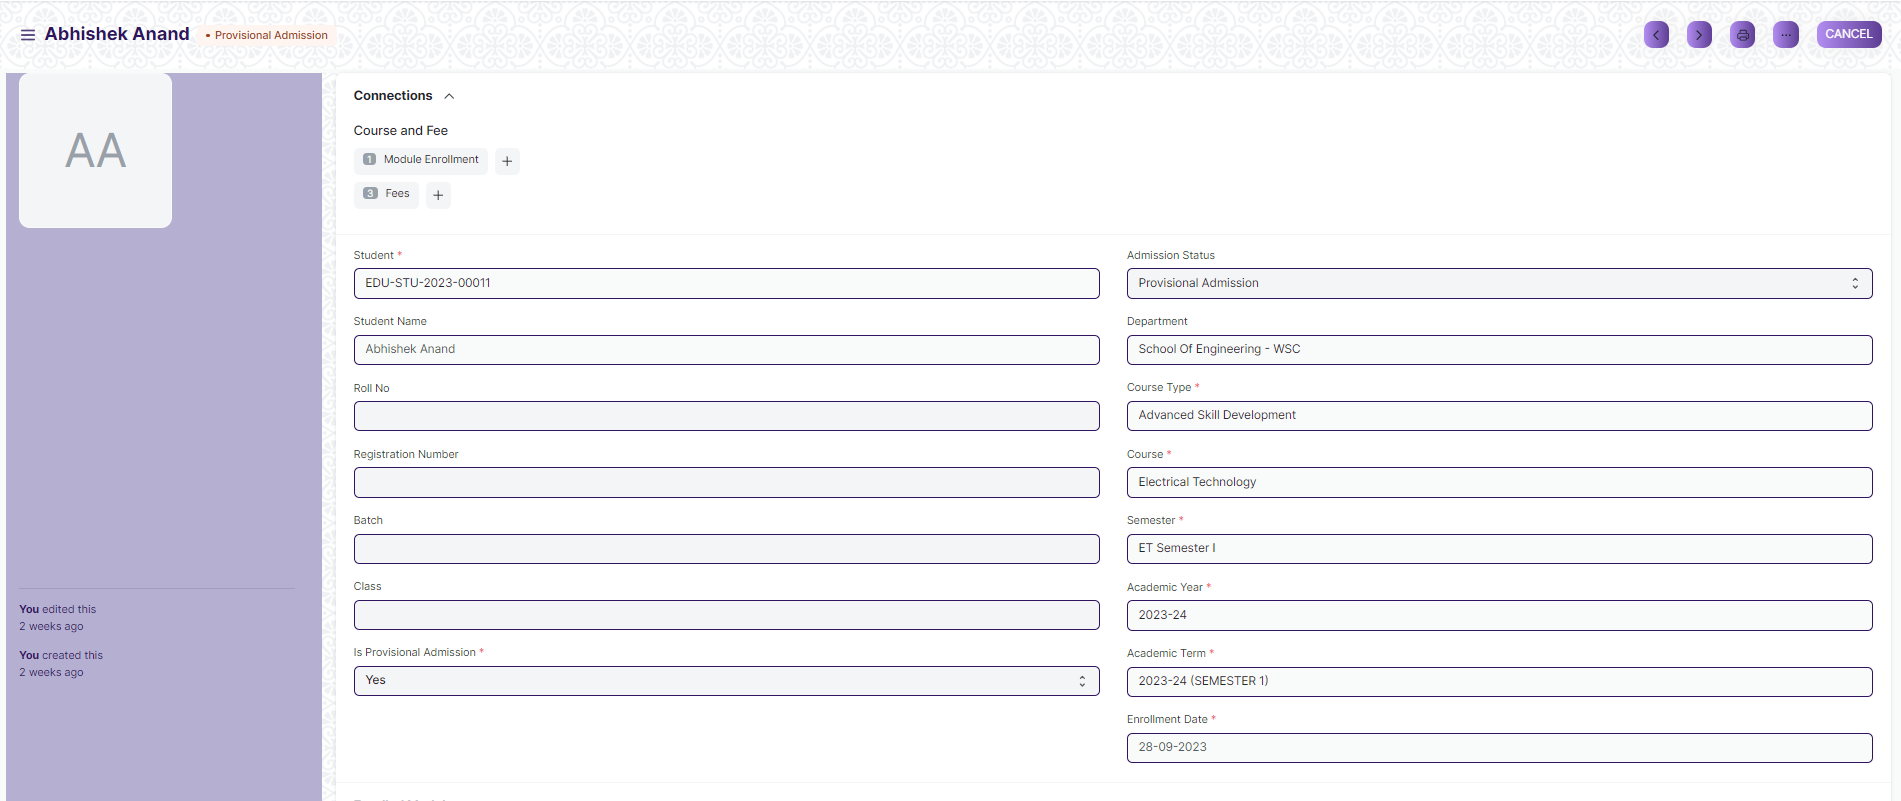 Abhishek Anand
• Provisional Admission
CANCEL
AA
You edited this
2 weeks ago
You created this
2 weeks ago
Connections
Course and Fee
1 Module Enrollment +
3 Fees +
Student *
EDU-STU-2023-00011
Student Name
Abhishek Anand
Roll No
Registration Number
Batch
Class
Is Provisional Admission *
Yes
Admission Status
Provisional Admission
Department
School Of Engineering - WSC
Course Type *
Advanced Skill Development
Course *
Electrical Technology
Semester *
ET Semester I
Academic Year *
2023-24
Academic Term *
2023-24 (SEMESTER 1)
Enrollment Date *
28-09-2023